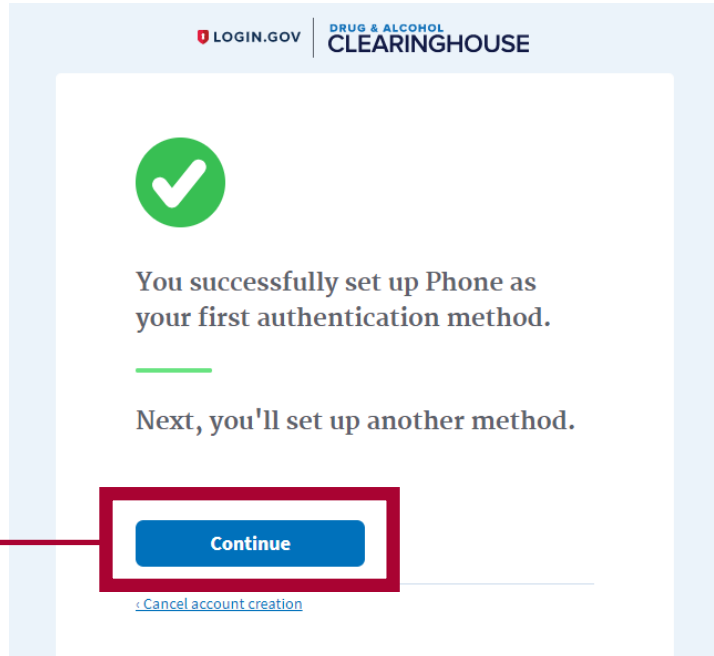 LOGIN.GOV
DRUG & ALCOHOL
CLEARINGHOUSE
You successfully set up Phone as
your first authentication method.
Next, you'll set up another method.
Continue
‹ Cancel account creation